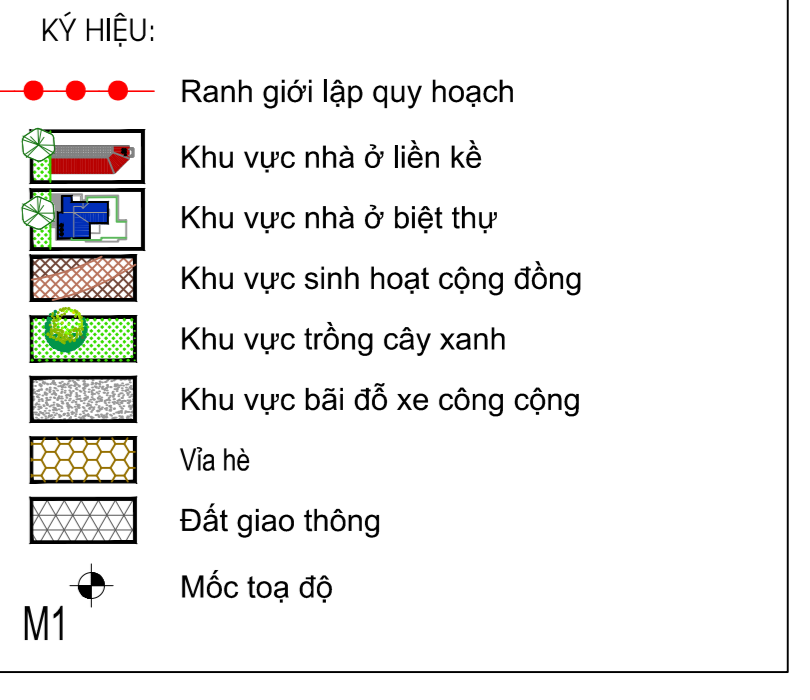 KÝ HIỆU:
Ranh giới lập quy hoạch
Khu vực nhà ở liền kề
Khu vực nhà ở biệt thự
Khu vực sinh hoạt cộng đồng
Khu vực trồng cây xanh
Khu vực bãi đỗ xe công cộng
Vỉa hè
Đất giao thông
Mốc toạ độ
M1